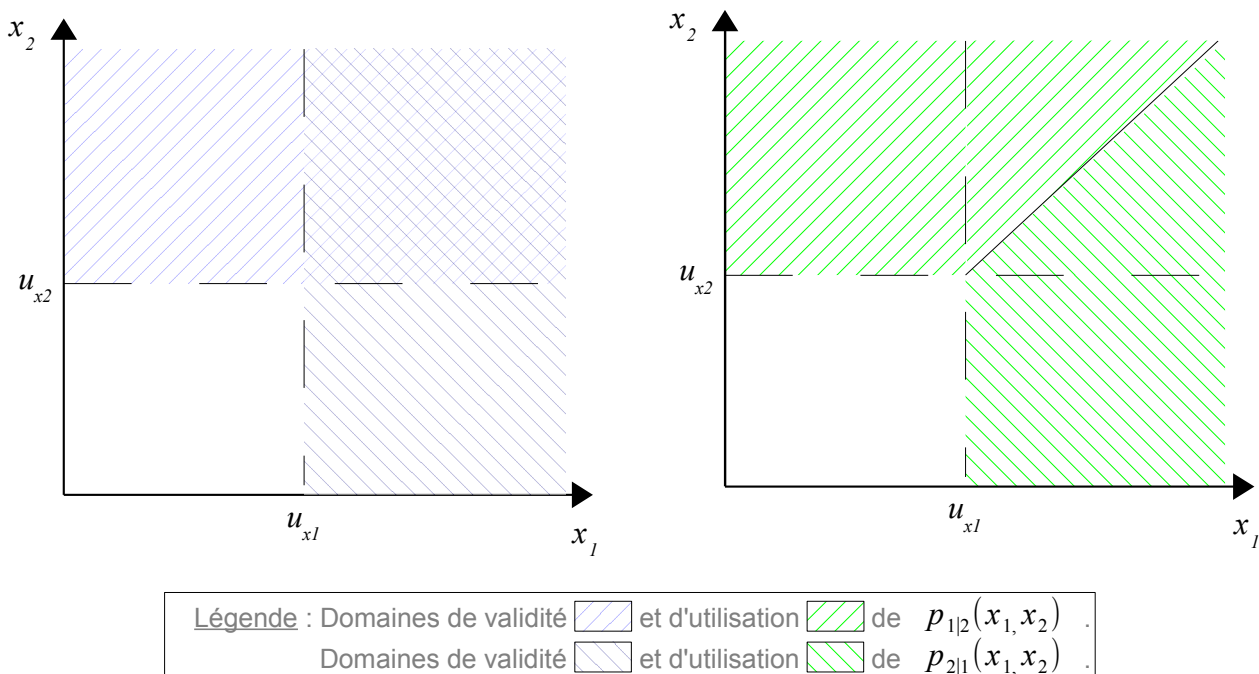 x2
x2
ux2
ux2
ux1
ux1
x1
x1
Légende : Domaines de validité et d'utilisation de p1|2(x1, x2) .
Domaines de validité et d'utilisation de p2|1(x1, x2) .